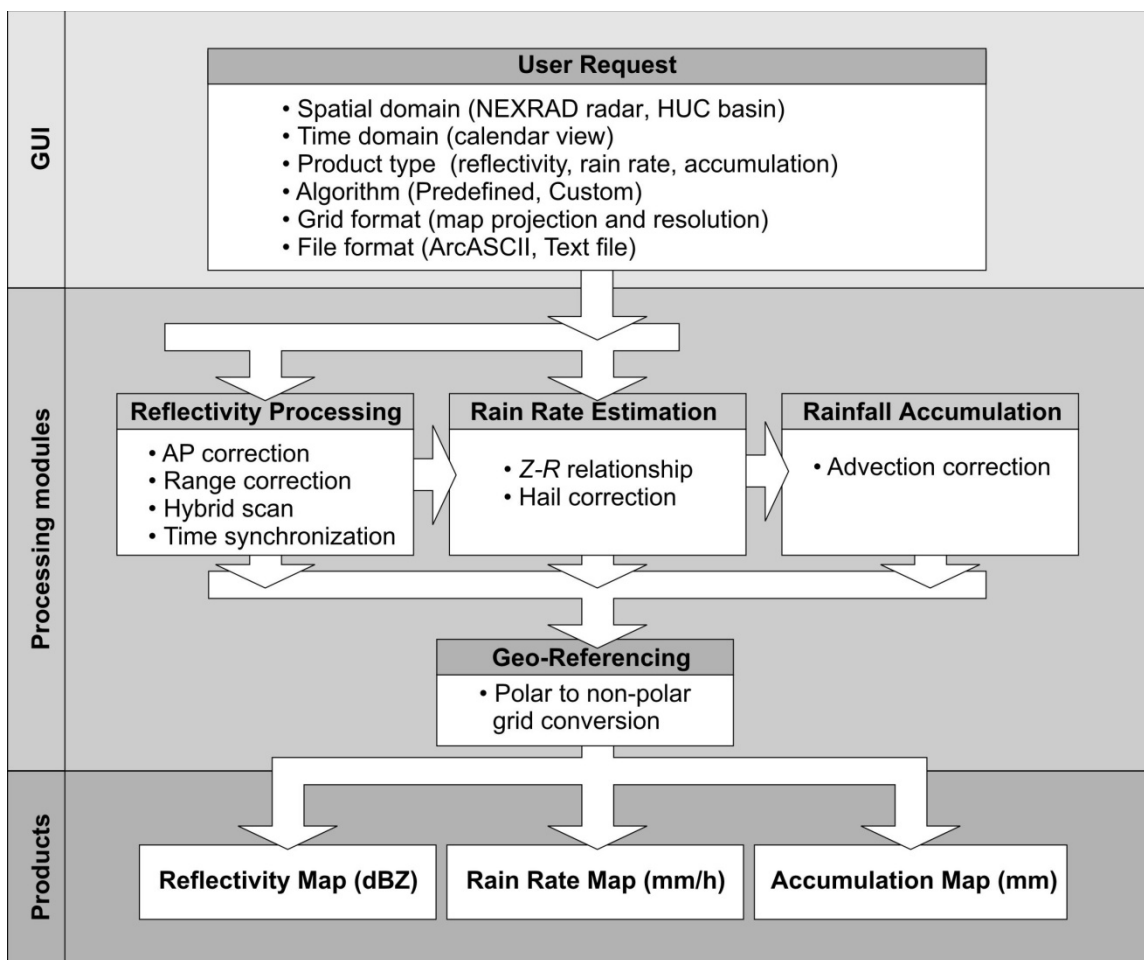 GUI
User Request
• Spatial domain (NEXRAD radar, HUC basin)
• Time domain (calendar view)
• Product type (reflectivity, rain rate, accumulation)
• Algorithm (Predefined, Custom)
• Grid format (map projection and resolution)
• File format (ArcASCII, Text file)
Processing modules
Reflectivity Processing
• AP correction
• Range correction
• Hybrid scan
• Time synchronization
Rain Rate Estimation
• Z-R relationship
• Hail correction
Rainfall Accumulation
• Advection correction
Geo-Referencing
• Polar to non-polar
grid conversion
Products
Reflectivity Map (dBZ)
Rain Rate Map (mm/h)
Accumulation Map (mm)